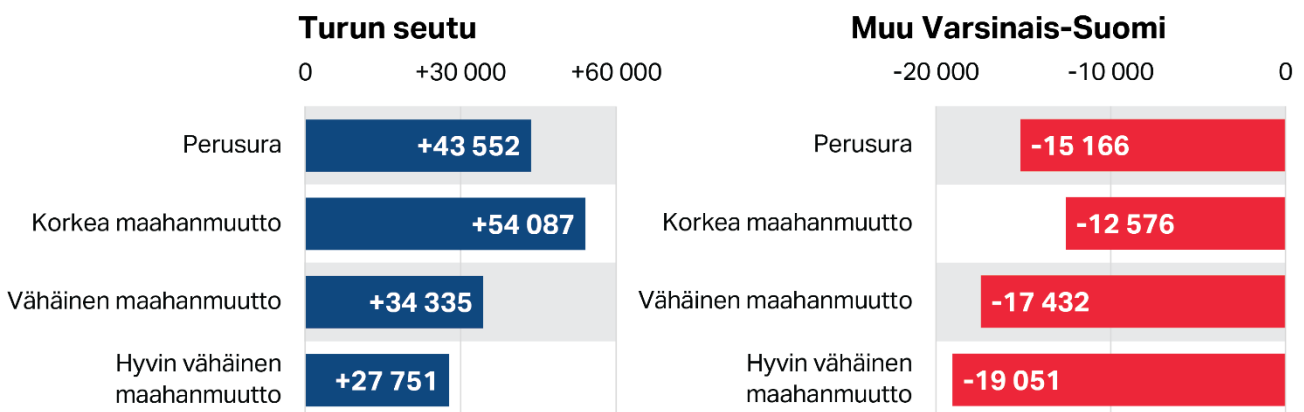 Turun seutu
0 +30 000 +60 000
Perusura +43 552
Korkea maahanmuutto +54 087
Vähäinen maahanmuutto +34 335
Hyvin vähäinen
maahanmuutto +27 751
Muu Varsinais-Suomi
-20 000 -10 000 0
Perusura -15 166
Korkea maahanmuutto -12 576
Vähäinen maahanmuutto -17 432
Hyvin vähäinen
maahanmuutto -19 051